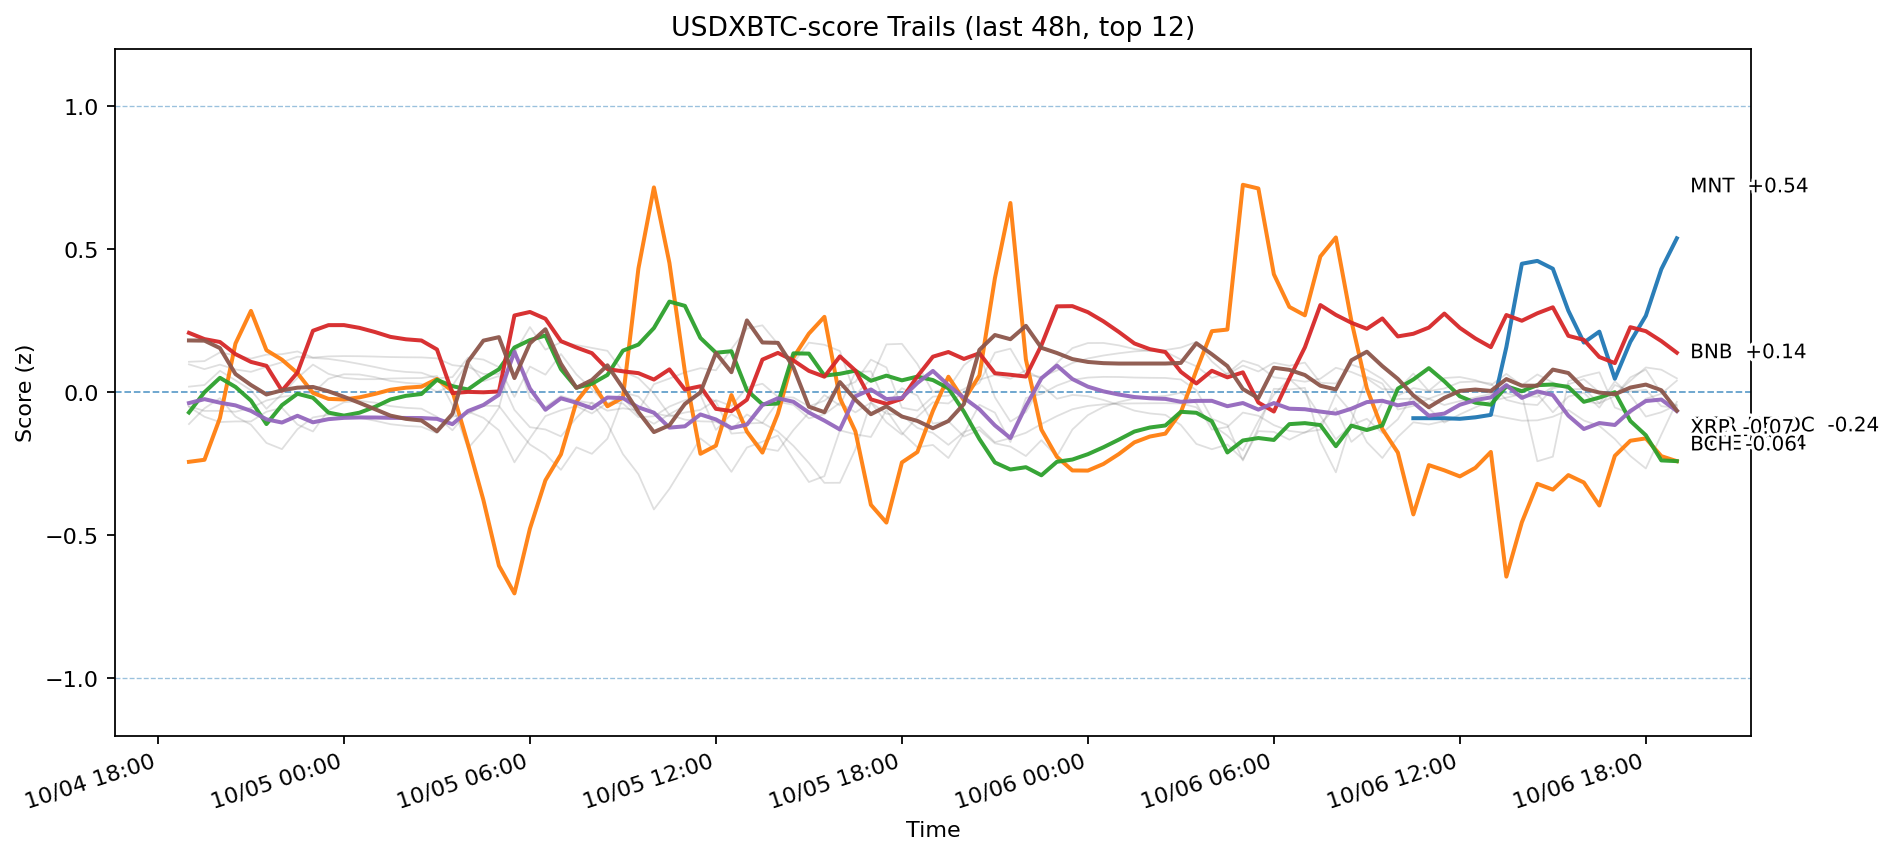 USDXBTC-score Trails (last 48h, top 12)
Score (z)
1.0
0.5
0.0
−0.5
−1.0
MNT +0.54
BNB +0.14
XRP -0.07
-0.24
BCH
10/04 18:00
10/05 00:00
10/05 06:00
10/05 12:00
10/05 18:00
10/06 00:00
10/06 06:00
10/06 12:00
10/06 18:00
Time